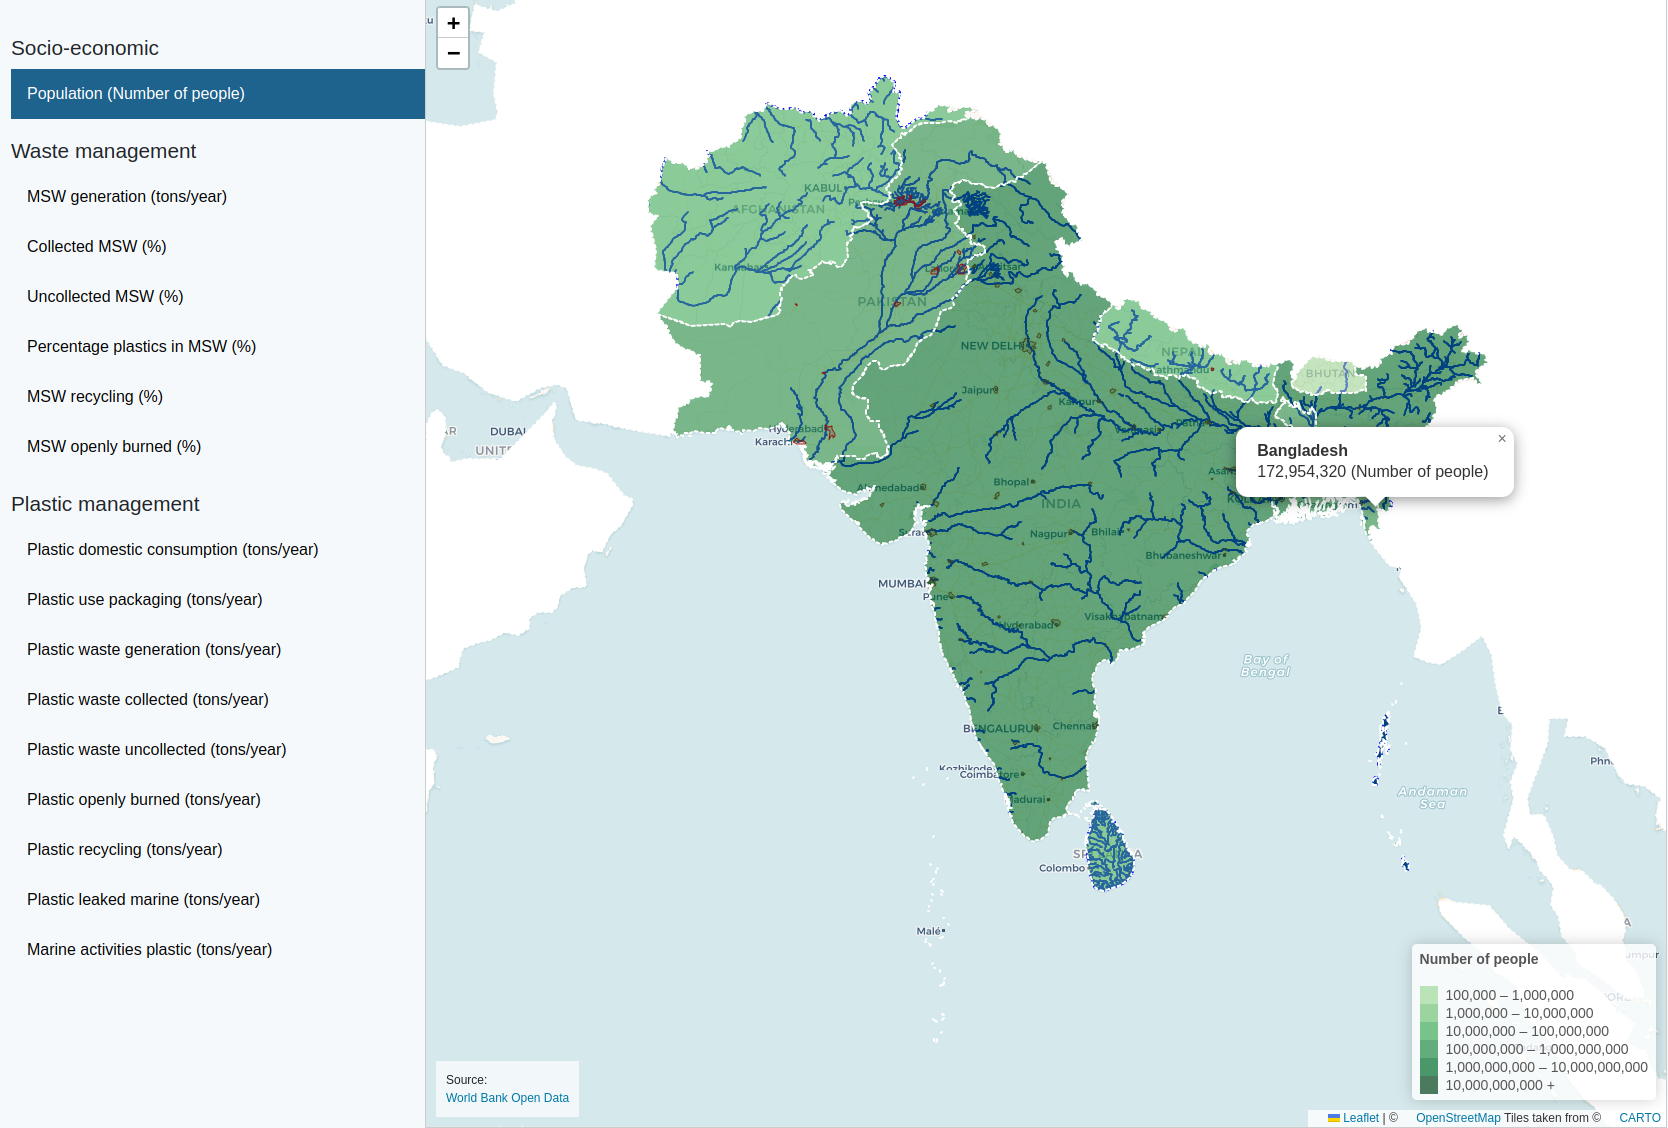 Socio-economic
Population (Number of people)
Waste management
MSW generation (tons/year)
Collected MSW (%)
Uncollected MSW (%)
Percentage plastics in MSW (%)
MSW recycling (%)
MSW openly burned (%)
Plastic management
Plastic domestic consumption (tons/year)
Plastic use packaging (tons/year)
Plastic waste generation (tons/year)
Plastic waste collected (tons/year)
Plastic waste uncollected (tons/year)
Plastic openly burned (tons/year)
Plastic recycling (tons/year)
Plastic leaked marine (tons/year)
Marine activities plastic (tons/year)
+
−
KABUL
AFGHANISTAN
Kandahar
PAKISTAN
NEW DELHI
NEPAL
BHUTAN
Jaipur
Kanpur
Varanasi
Patna
Hyderabad
Karachi
DUBAI
Bangladesh
172,954,320 (Number of people)
×
Ahmedabad
Bhopal
INDIA
Surat
Nagpur
Bhilai
Bhubaneshwar
MUMBAI
Pune
Hyderabad
Visakhapatnam
Bay of
Bengal
BENGALURU
Chennai
Kozhikode
Coimbatore
Madurai
Colombo
Malé
Andaman
Sea
Number of people
100,000 – 1,000,000
1,000,000 – 10,000,000
10,000,000 – 100,000,000
100,000,000 – 1,000,000,000
1,000,000,000 – 10,000,000,000
10,000,000,000 +
Source:
World Bank Open Data
Leaflet | © OpenStreetMap Tiles taken from © CARTO